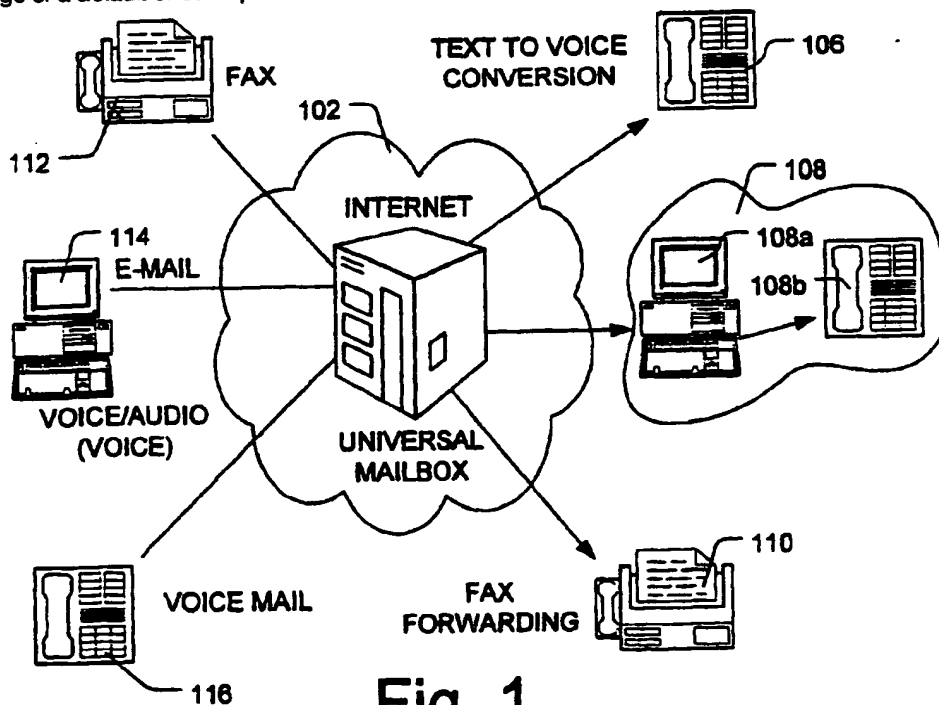 FAX
112
TEXT TO VOICE
CONVERSION
106
102
INTERNET
108
108a
108b
114
E-MAIL
VOICE/AUDIO
(VOICE)
UNIVERSAL
MAILBOX
VOICE MAIL
116
FAX
FORWARDING
110
Fig. 1